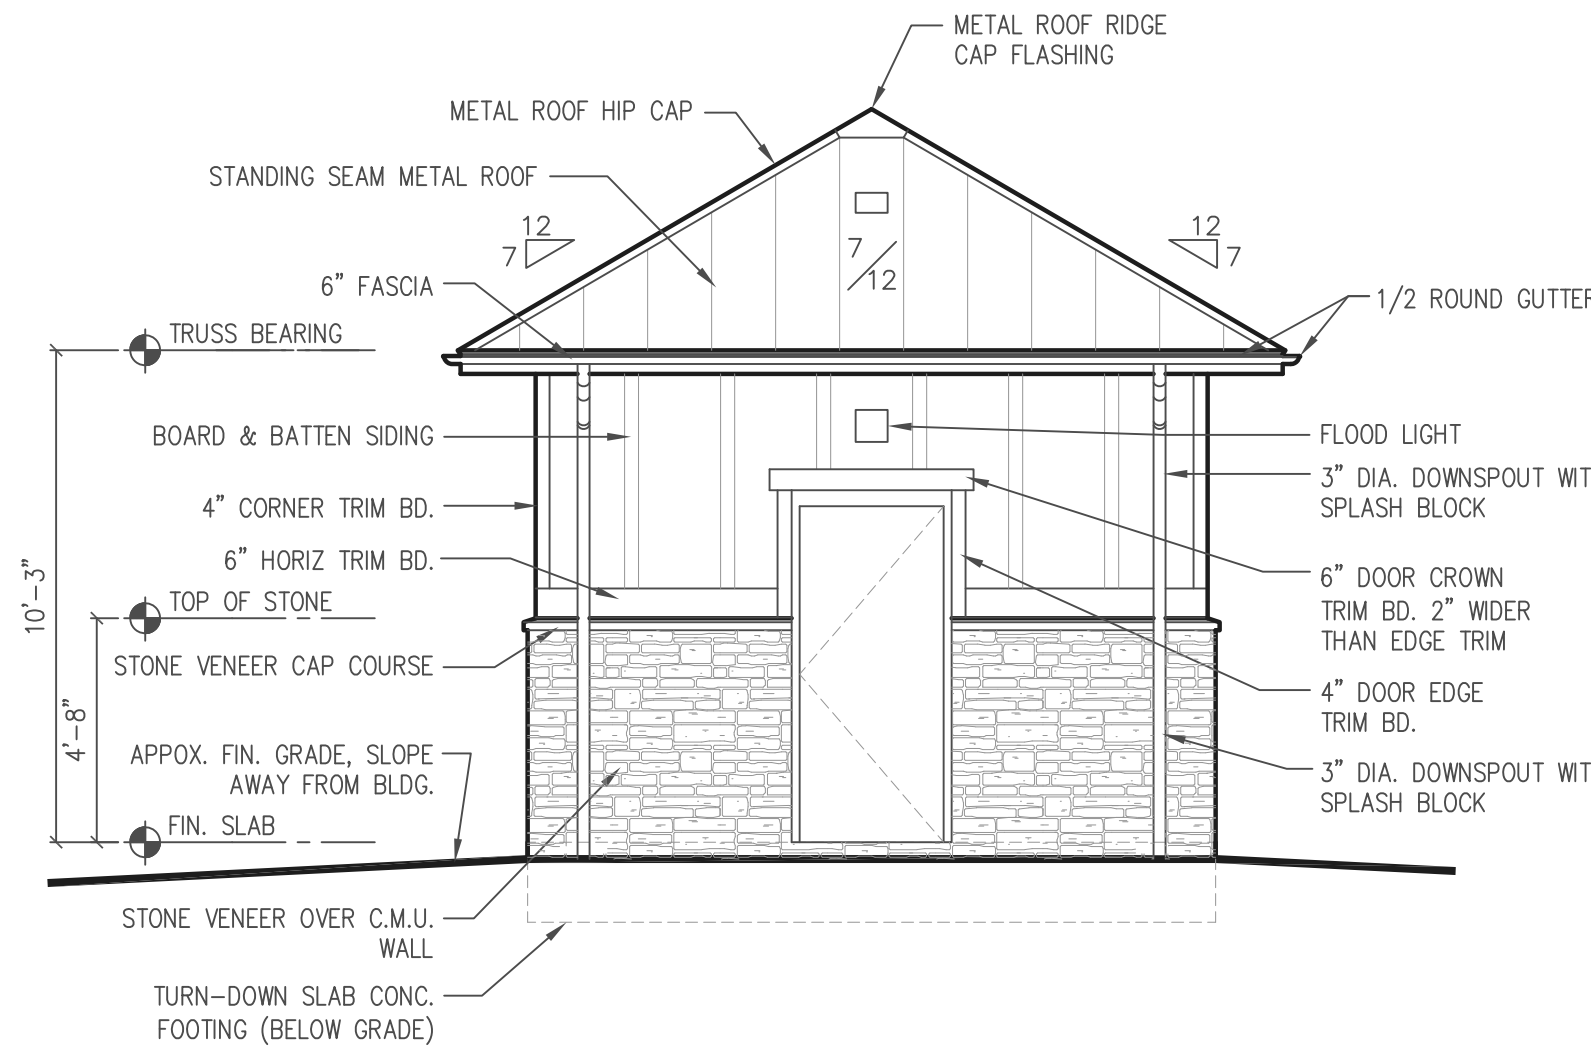 METAL ROOF RIDGE
CAP FLASHING
METAL ROOF HIP CAP
STANDING SEAM METAL ROOF
12
7
7
12
12
7
6” FASCIA
1/2 ROUND GUTTER
TRUSS BEARING
BOARD & BATTEN SIDING
FLOOD LIGHT
3” DIA. DOWNSPOUT WIT
SPLASH BLOCK
4” CORNER TRIM BD.
6” HORIZ TRIM BD.
6” DOOR CROWN
TRIM BD. 2” WIDER
THAN EDGE TRIM
10’-3”
TOP OF STONE
STONE VENEER CAP COURSE
4” DOOR EDGE
TRIM BD.
4’-8”
APPOX. FIN. GRADE, SLOPE
AWAY FROM BLDG.
3” DIA. DOWNSPOUT WIT
SPLASH BLOCK
FIN. SLAB
STONE VENEER OVER C.M.U.
WALL
TURN-DOWN SLAB CONC.
FOOTING (BELOW GRADE)